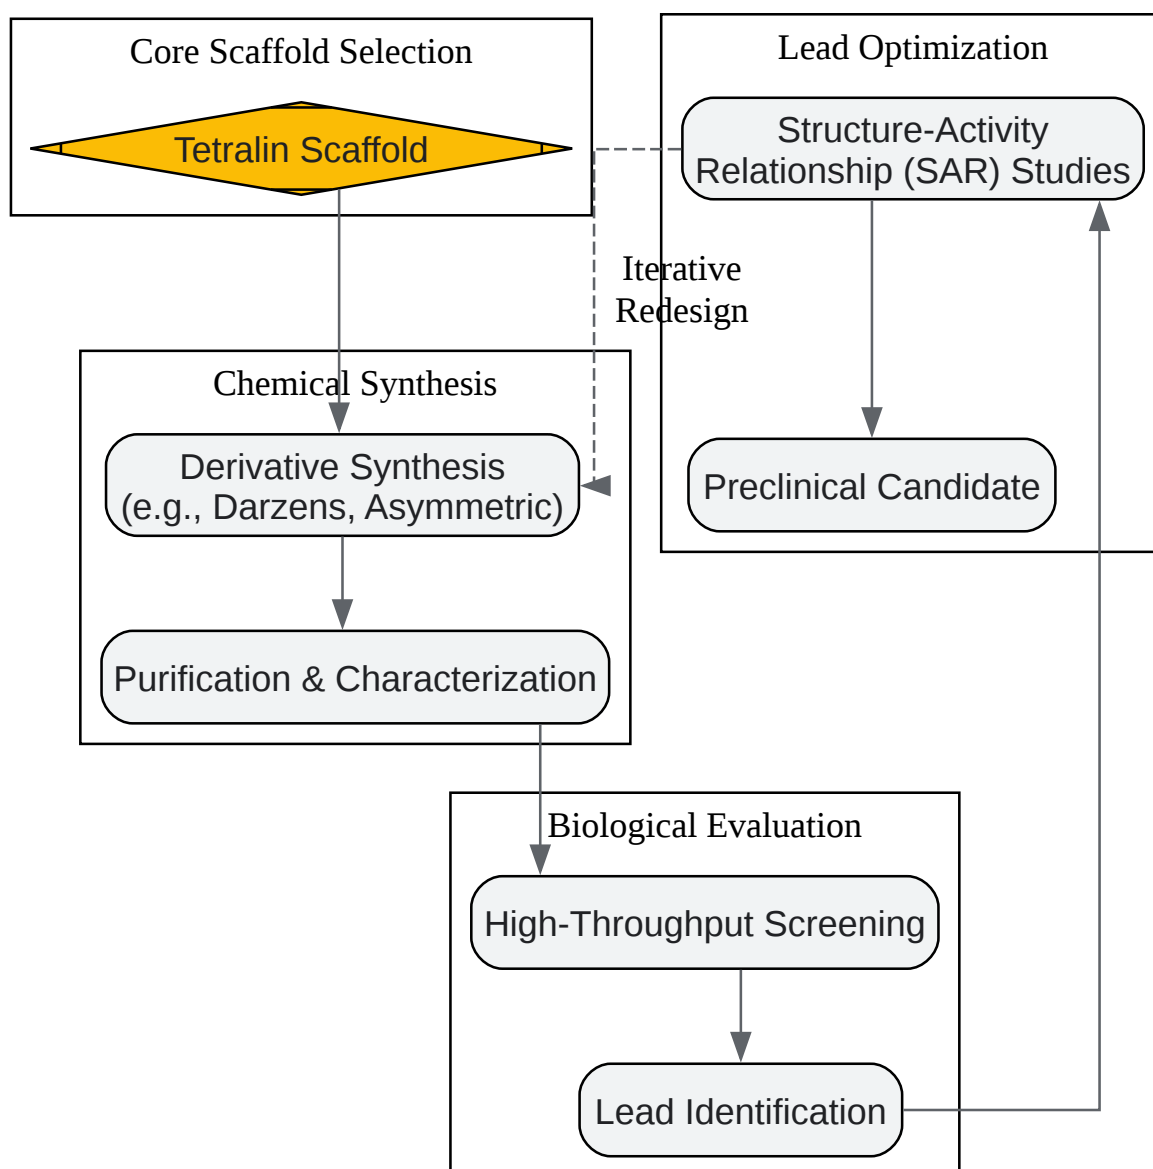 Core Scaffold Selection
Tetralin Scaffold
Lead Optimization
Structure-Activity
Relationship (SAR) Studies
Iterative
Redesign
Chemical Synthesis
Derivative Synthesis
(e.g., Darzens, Asymmetric)
Preclinical Candidate
Purification & Characterization
Biological Evaluation
High-Throughput Screening
Lead Identification